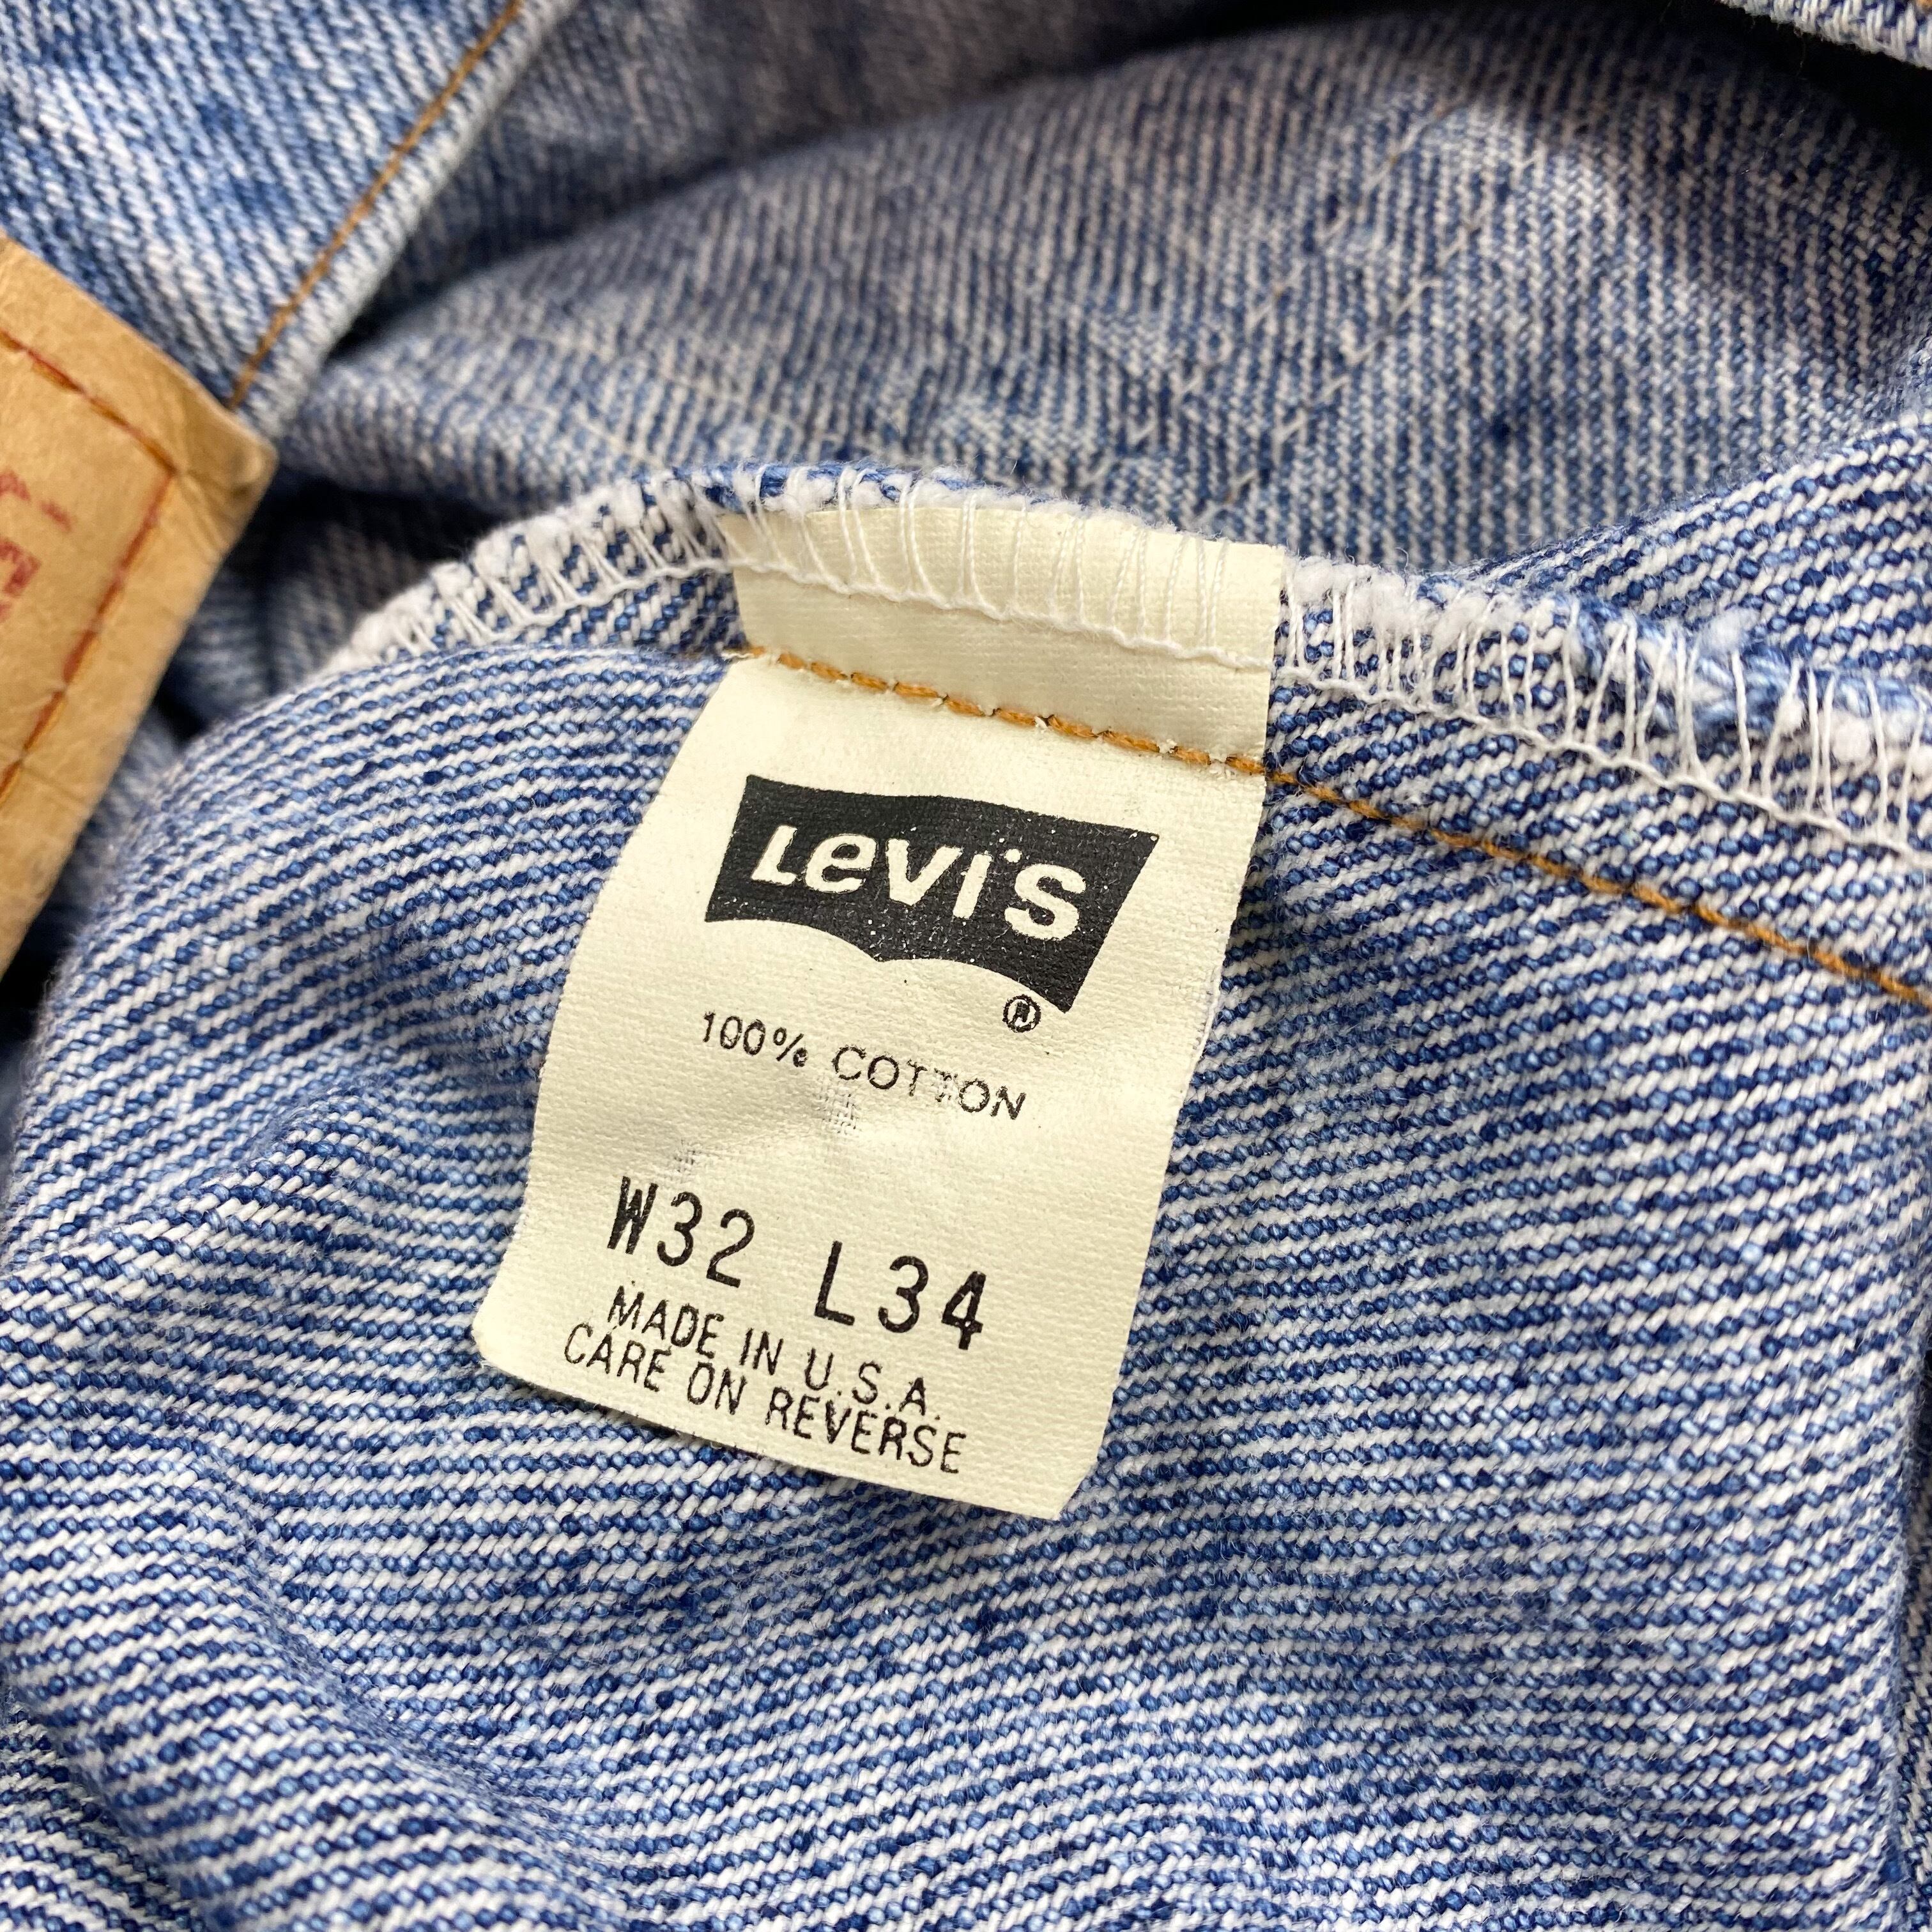 Levi's
®
100% COTTON
W32 L34
MADE IN U.S.A.
CARE ON REVERSE